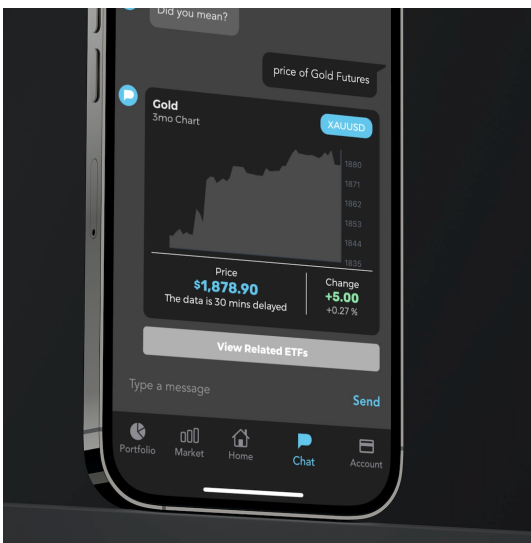 Did you mean?
price of Gold Futures
Gold
3mo Chart
XAUUSD
1880
1871
1862
1853
1844
1835
Price
$1,878.90
The data is 30 mins delayed
Change
+5.00
+0.27 %
View Related ETFs
Type a message
Send
Portfolio
Market
Home
Chat
Account